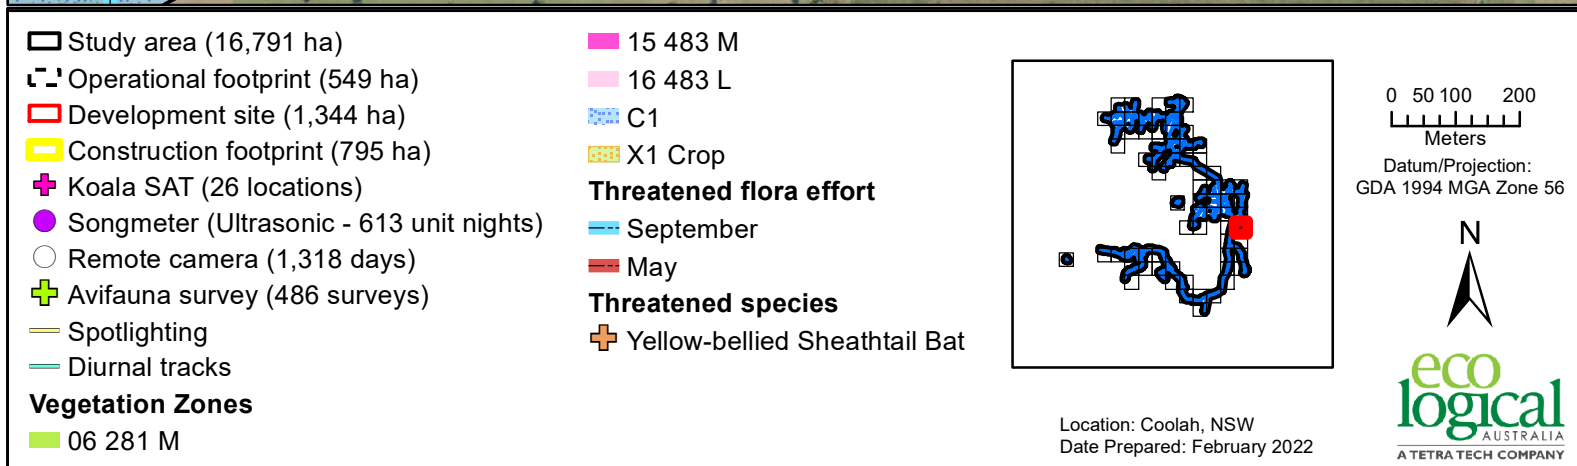 Study area (16,791 ha)
Operational footprint (549 ha)
Development site (1,344 ha)
Construction footprint (795 ha)
Koala SAT (26 locations)
Songmeter (Ultrasonic - 613 unit nights)
Remote camera (1,318 days)
Avifauna survey (486 surveys)
Spotlighting
Diurnal tracks
Vegetation Zones
06 281 M
15 483 M
16 483 L
C1
X1 Crop
Threatened flora effort
September
May
Threatened species
Yellow-bellied Sheathtail Bat
Location: Coolah, NSW
Date Prepared: February 2022
0 50 100 200
Meters
Datum/Projection:
GDA 1994 MGA Zone 56
N
eco
logical
AUSTRALIA
A TETRA TECH COMPANY